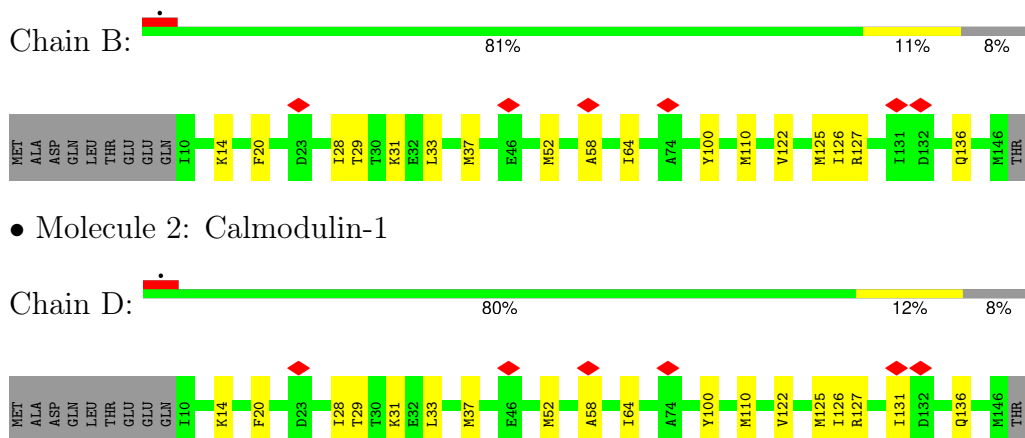 Chain B:
81% 11% 8%
MET ALA ASP GLN LEU THR GLU GLU GLN I10 K14 F20 D23 I28 T29 T30 K31 E32 L33 M37 E46 M52 A58 I64 A74 Y100 M110 V122 M125 I126 R127 I131 D132 Q136 M146 THR
• Molecule 2: Calmodulin-1
Chain D:
80% 12% 8%
MET ALA ASP GLN LEU THR GLU GLU GLN I10 K14 F20 D23 I28 T29 T30 K31 E32 L33 M37 E46 M52 A58 I64 A74 Y100 M110 V122 M125 I126 R127 I131 D132 Q136 M146 THR